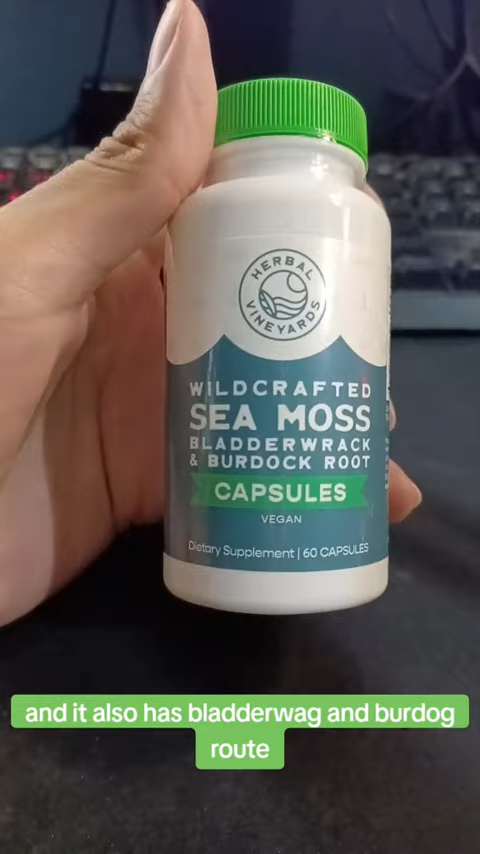 HERBAL
VINEYARDS
WILDCRAFTED
SEA MOSS
BLADDERWRACK
& BURDOCK ROOT
CAPSULES
VEGAN
Dietary Supplement | 60 CAPSULES
and it also has bladderwag and burdog
route